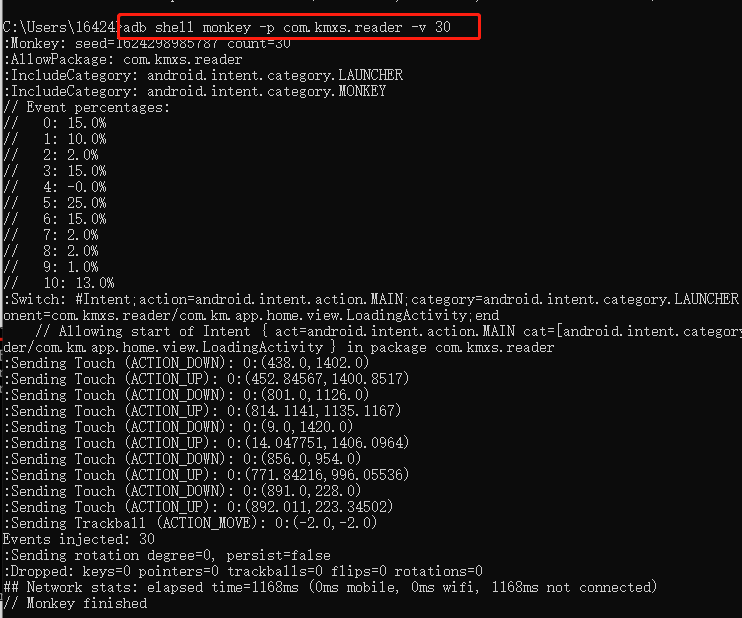 C:\Users\16424>adb shell monkey -p com.kmxs.reader -v 30
:Monkey: seed=1624298985787 count=30
:AllowPackage: com.kmxs.reader
:IncludeCategory: android.intent.category.LAUNCHER
:IncludeCategory: android.intent.category.MONKEY
// Event percentages:
//   0: 15.0%
//   1: 10.0%
//   2: 2.0%
//   3: 15.0%
//   4: -0.0%
//   5: 25.0%
//   6: 15.0%
//   7: 2.0%
//   8: 2.0%
//   9: 1.0%
//   10: 13.0%
:Switch: #Intent;action=android.intent.action.MAIN;category=android.intent.category.LAUNCHER
onent=com.kmxs.reader/com.km.app.home.view.LoadingActivity;end
    // Allowing start of Intent { act=android.intent.action.MAIN cat=[android.intent.category
der/com.km.app.home.view.LoadingActivity } in package com.kmxs.reader
:Sending Touch (ACTION_DOWN): 0:(438.0,1402.0)
:Sending Touch (ACTION_UP): 0:(452.84567,1400.8517)
:Sending Touch (ACTION_DOWN): 0:(801.0,1126.0)
:Sending Touch (ACTION_UP): 0:(814.1141,1135.1167)
:Sending Touch (ACTION_DOWN): 0:(9.0,1420.0)
:Sending Touch (ACTION_UP): 0:(14.047751,1406.0964)
:Sending Touch (ACTION_DOWN): 0:(856.0,954.0)
:Sending Touch (ACTION_UP): 0:(771.84216,996.05536)
:Sending Touch (ACTION_DOWN): 0:(891.0,228.0)
:Sending Touch (ACTION_UP): 0:(892.011,223.34502)
:Sending Trackball (ACTION_MOVE): 0:(-2.0,-2.0)
Events injected: 30
:Sending rotation degree=0, persist=false
:Dropped: keys=0 pointers=0 trackballs=0 flips=0 rotations=0
## Network stats: elapsed time=1168ms (0ms mobile, 0ms wifi, 1168ms not connected)
// Monkey finished